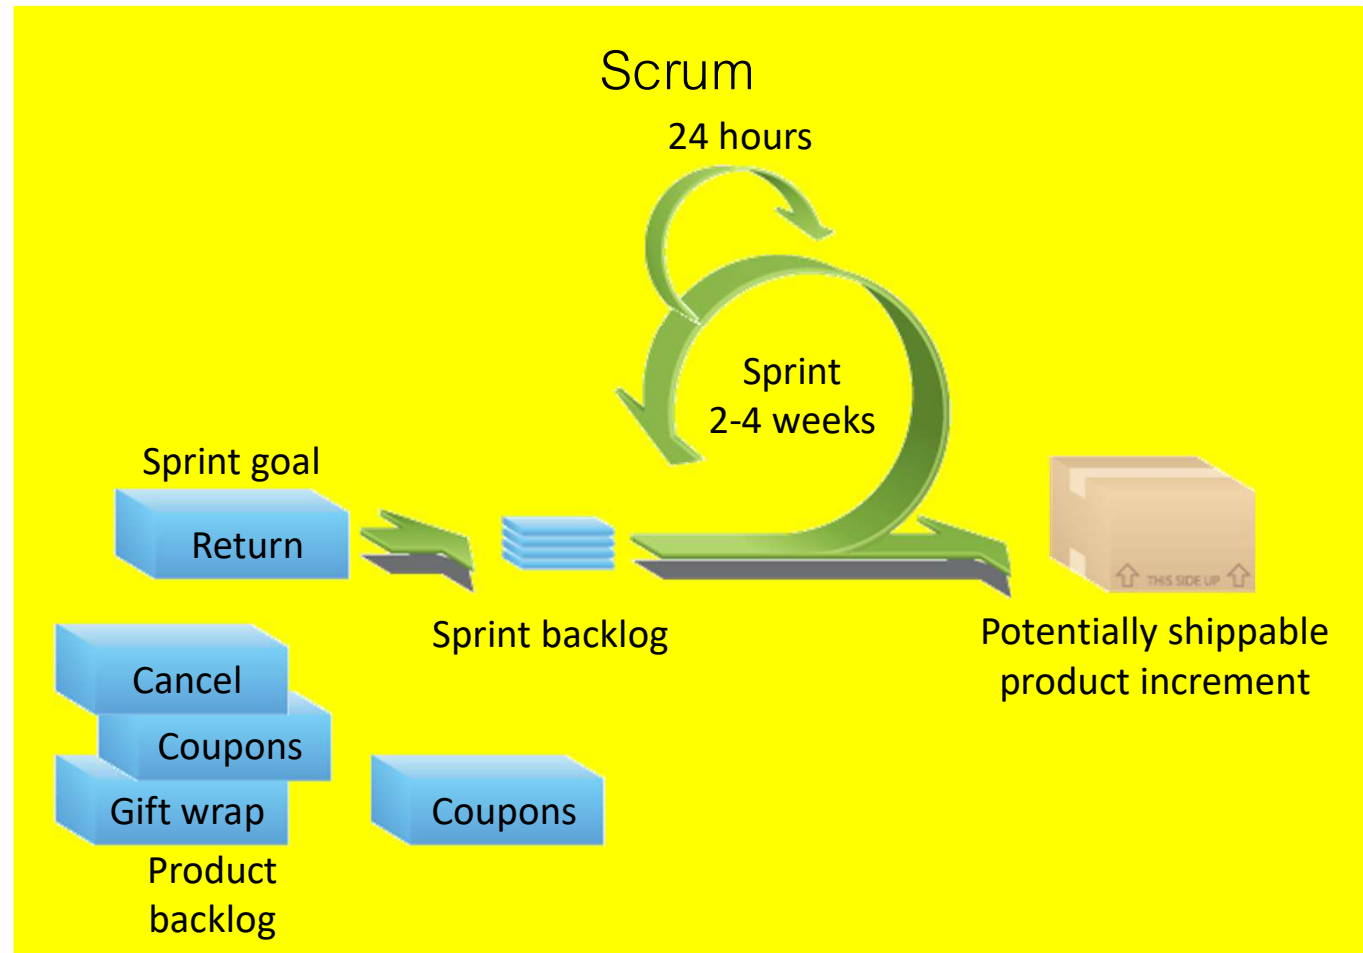 Scrum
24 hours
Sprint
2-4 weeks
Sprint goal
Return
THIS SIDE UP
Sprint backlog
Potentially shippable
product increment
Cancel
Coupons
Gift wrap
Coupons
Product
backlog